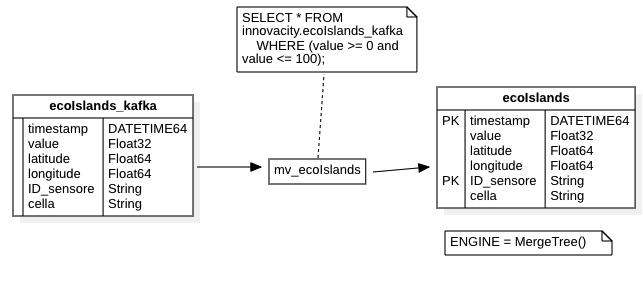 SELECT * FROM
innovacity.ecoIslands_kafka
WHERE (value >= 0 and
value <= 100);
ecoIslands_kafka
timestamp DATETIME64
value Float32
latitude Float64
longitude Float64
ID_sensore String
cella String
mv_ecoIslands
ecoIslands
PK timestamp DATETIME64
value Float32
latitude Float64
longitude Float64
PK ID_sensore String
cella String
ENGINE = MergeTree()